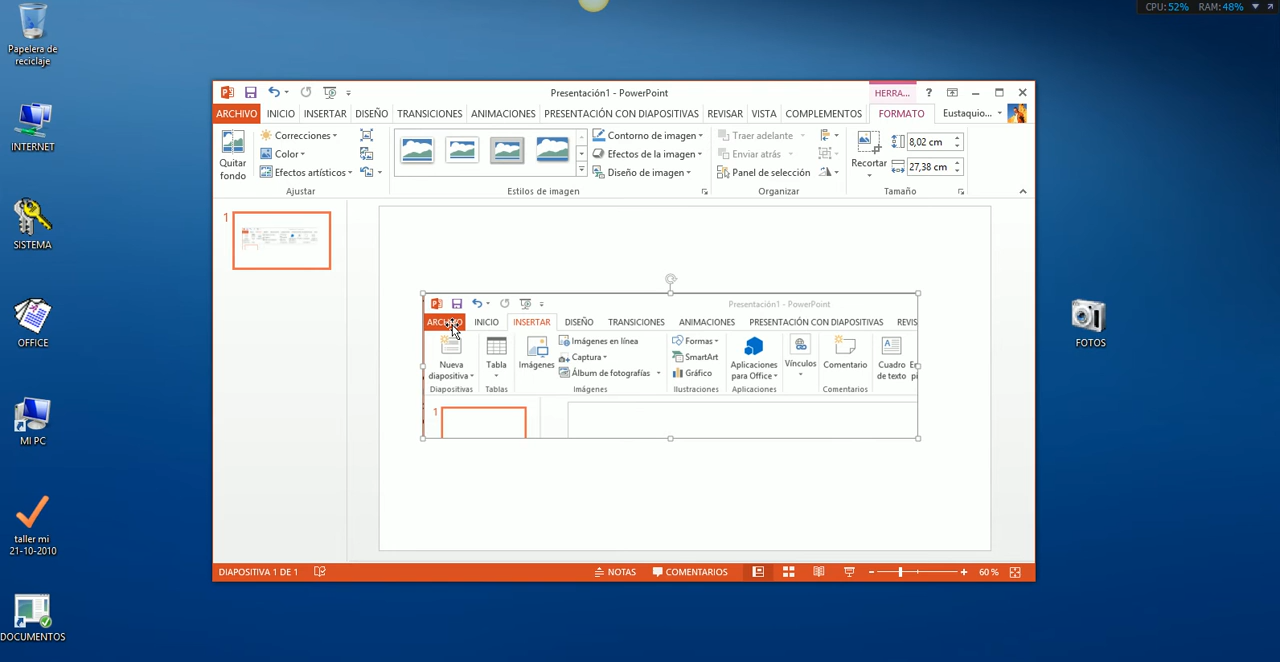 CPU: 52% RAM: 48%
Papelera de
reciclaje
INTERNET
SISTEMA
OFFICE
MI PC
taller mi
21-10-2010
DOCUMENTOS
FOTOS
Presentación1 - PowerPoint
HERRA...
?
ARCHIVO INICIO INSERTAR DISEÑO TRANSICIONES ANIMACIONES PRESENTACIÓN CON DIAPOSITIVAS REVISAR VISTA COMPLEMENTOS FORMATO Eustaquio...
Quitar
fondo
Correcciones
Color
Efectos artísticos
Ajustar
Contorno de imagen
Efectos de la imagen
Diseño de imagen
Estilos de imagen
Traer adelante
Enviar atrás
Panel de selección
Organizar
Recortar
8,02 cm
27,38 cm
Tamaño
1
Presentación1 - PowerPoint
ARCHIVO INICIO INSERTAR DISEÑO TRANSICIONES ANIMACIONES PRESENTACIÓN CON DIAPOSITIVAS REVIS
Nueva
diapositiva
Diapositivas
Tabla
Tablas
Imágenes
Imágenes en línea
Captura
Álbum de fotografías
Imágenes
Formas
SmartArt
Gráfico
Ilustraciones
Aplicaciones
para Office
Aplicaciones
Vínculos
Comentario
Comentarios
Cuadro
de texto
1
DIAPOSITIVA 1 DE 1
NOTAS
COMENTARIOS
60 %